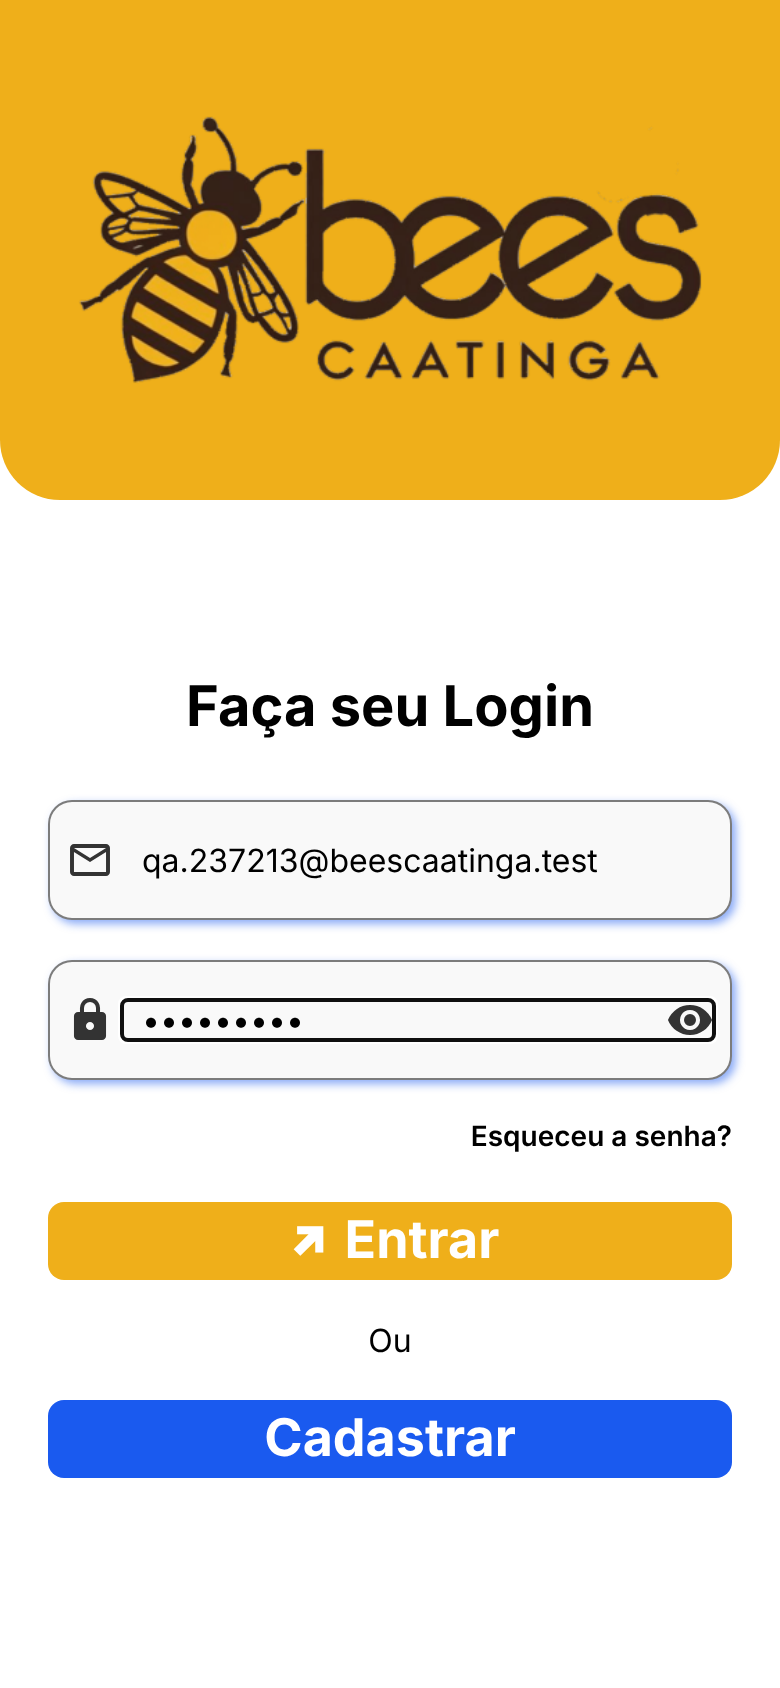 bees
CAATINGA
Faça seu Login
qa.237213@beescaatinga.test
•••••••••
Esqueceu a senha?
Entrar
Ou
Cadastrar